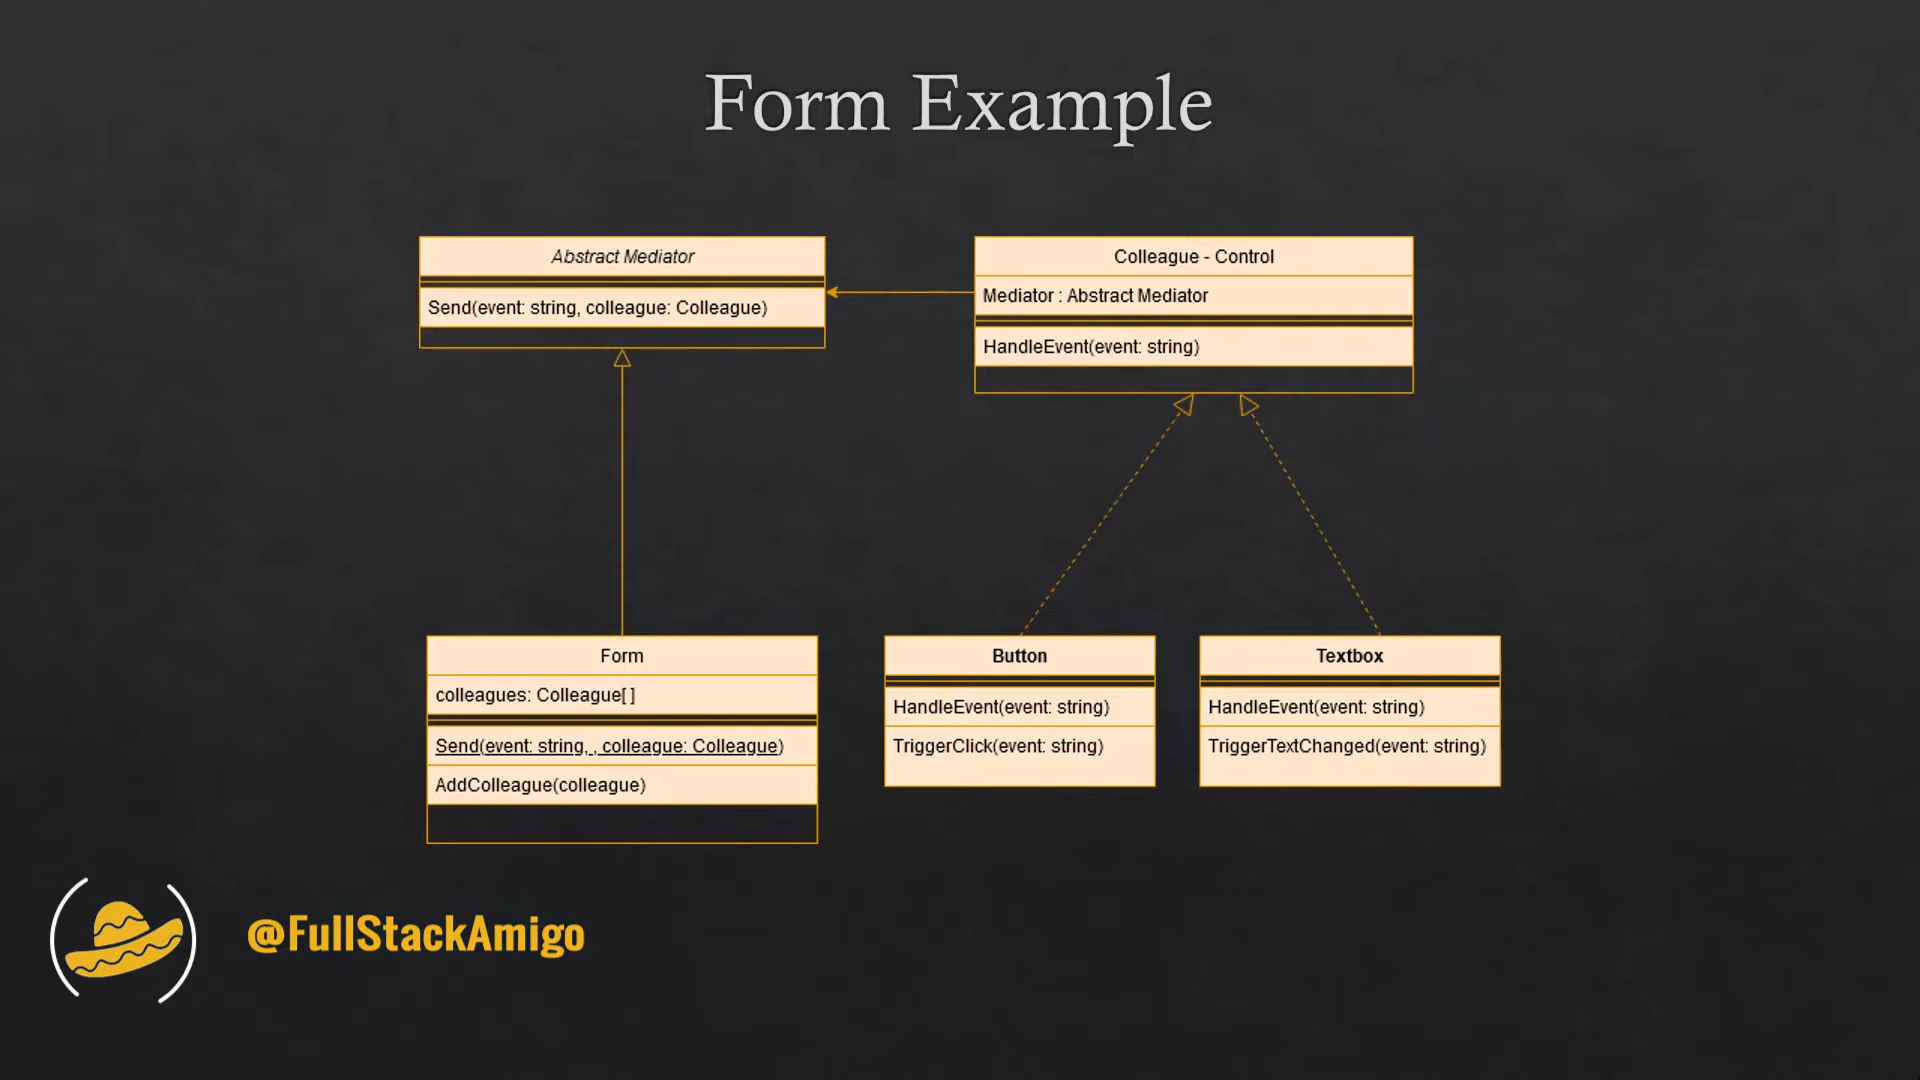 Form Example
Abstract Mediator
Send(event: string, colleague: Colleague)
Colleague - Control
Mediator : Abstract Mediator
HandleEvent(event: string)
Form
colleagues: Colleague[ ]
Send(event: string, , colleague: Colleague)
AddColleague(colleague)
Button
HandleEvent(event: string)
TriggerClick(event: string)
Textbox
HandleEvent(event: string)
TriggerTextChanged(event: string)
@FullStackAmigo